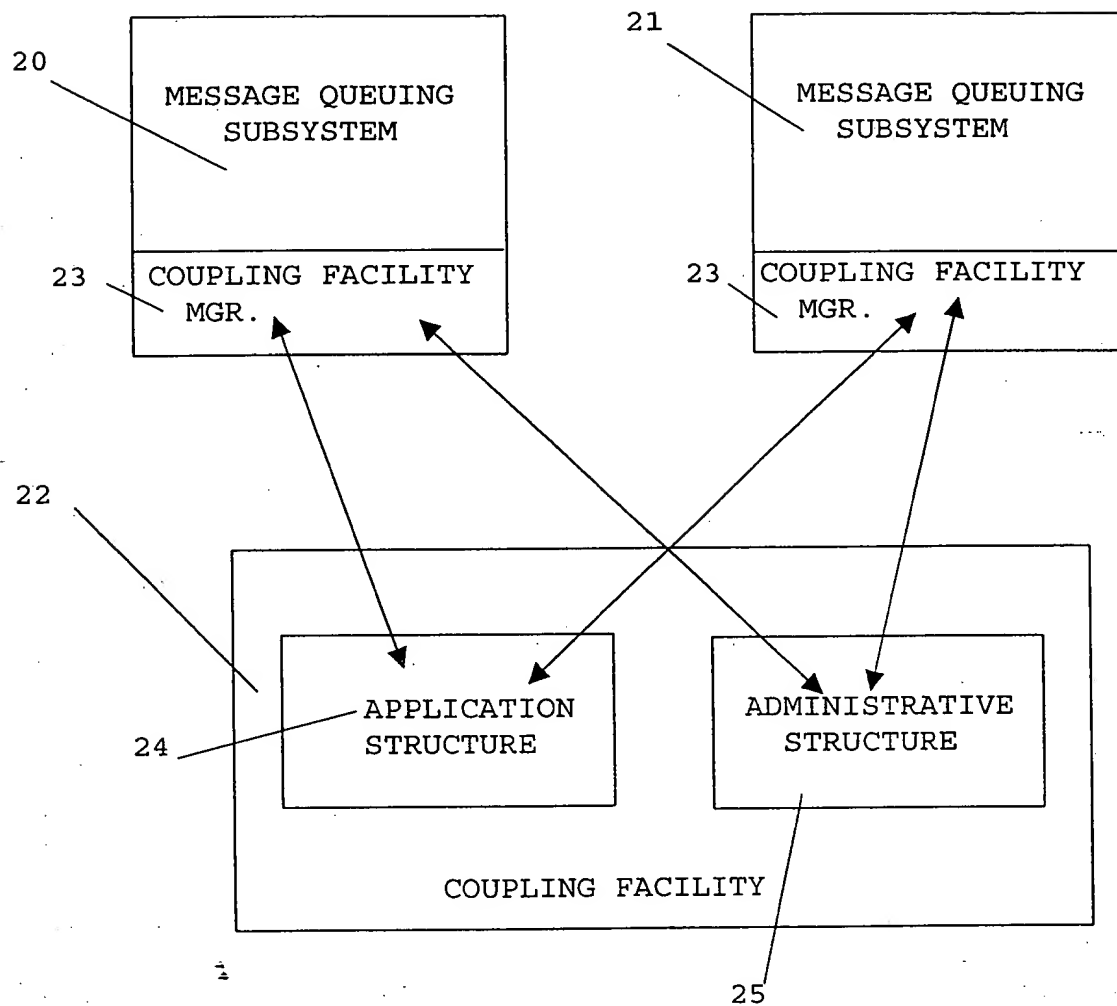 20
MESSAGE QUEUING
SUBSYSTEM
23
COUPLING FACILITY
MGR.
21
MESSAGE QUEUING
SUBSYSTEM
23
COUPLING FACILITY
MGR.
22
24
APPLICATION
STRUCTURE
ADMINISTRATIVE
STRUCTURE
COUPLING FACILITY
25